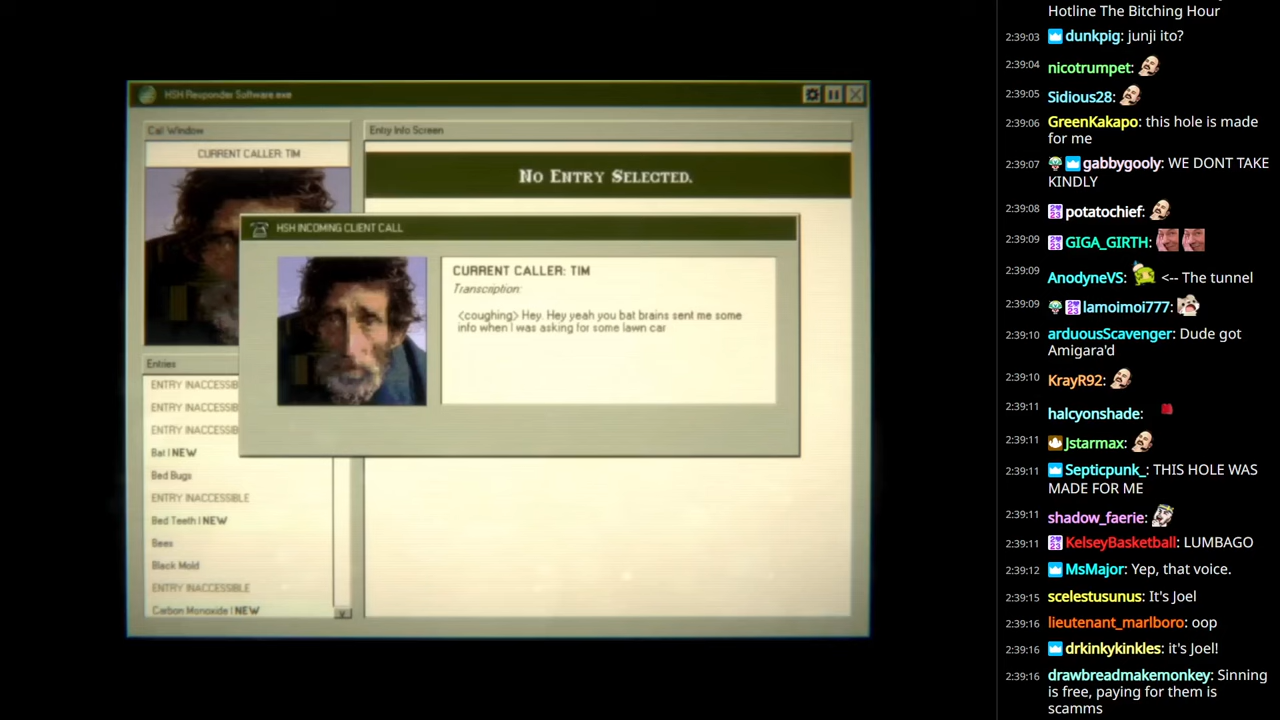 HSH Responder Software.exe
Call Window
CURRENT CALLER: TIM
Entry Info Screen
NO ENTRY SELECTED.
HSH INCOMING CLIENT CALL
CURRENT CALLER: TIM
Transcription:
<coughing> Hey. Hey yeah you bat brains sent me some
info when I was asking for some lawn car
Entries
ENTRY INACCESSIB
ENTRY INACCESSIB
ENTRY INACCESSIB
Bat | NEW
Bed Bugs
ENTRY INACCESSIBLE
Bed Teeth | NEW
Bees
Black Mold
ENTRY INACCESSIBLE
Carbon Monoxide | NEW
Hotline The Bitching Hour
2:39:03 dunkpig: junji ito?
2:39:04 nicotrumpet:
2:39:05 Sidious28:
2:39:06 GreenKakapo: this hole is made
for me
2:39:07 gabbygooly: WE DONT TAKE
KINDLY
2:39:08 potatochief:
2:39:09 GIGA_GIRTH:
2:39:09 AnodyneVS: <-- The tunnel
2:39:09 lamoimoi777:
2:39:10 arduousScavenger: Dude got
Amigara'd
2:39:10 KrayR92:
2:39:11 halcyonshade:
2:39:11 Jstarmax:
2:39:11 Septicpunk_: THIS HOLE WAS
MADE FOR ME
2:39:11 shadow_faerie:
2:39:11 KelseyBasketball: LUMBAGO
2:39:12 MsMajor: Yep, that voice.
2:39:15 scelestusunus: It's Joel
2:39:16 lieutenant_marlboro: oop
2:39:16 drkinkykinkles: it's Joel!
2:39:16 drawbreadmakemonkey: Sinning
is free, paying for them is
scamms